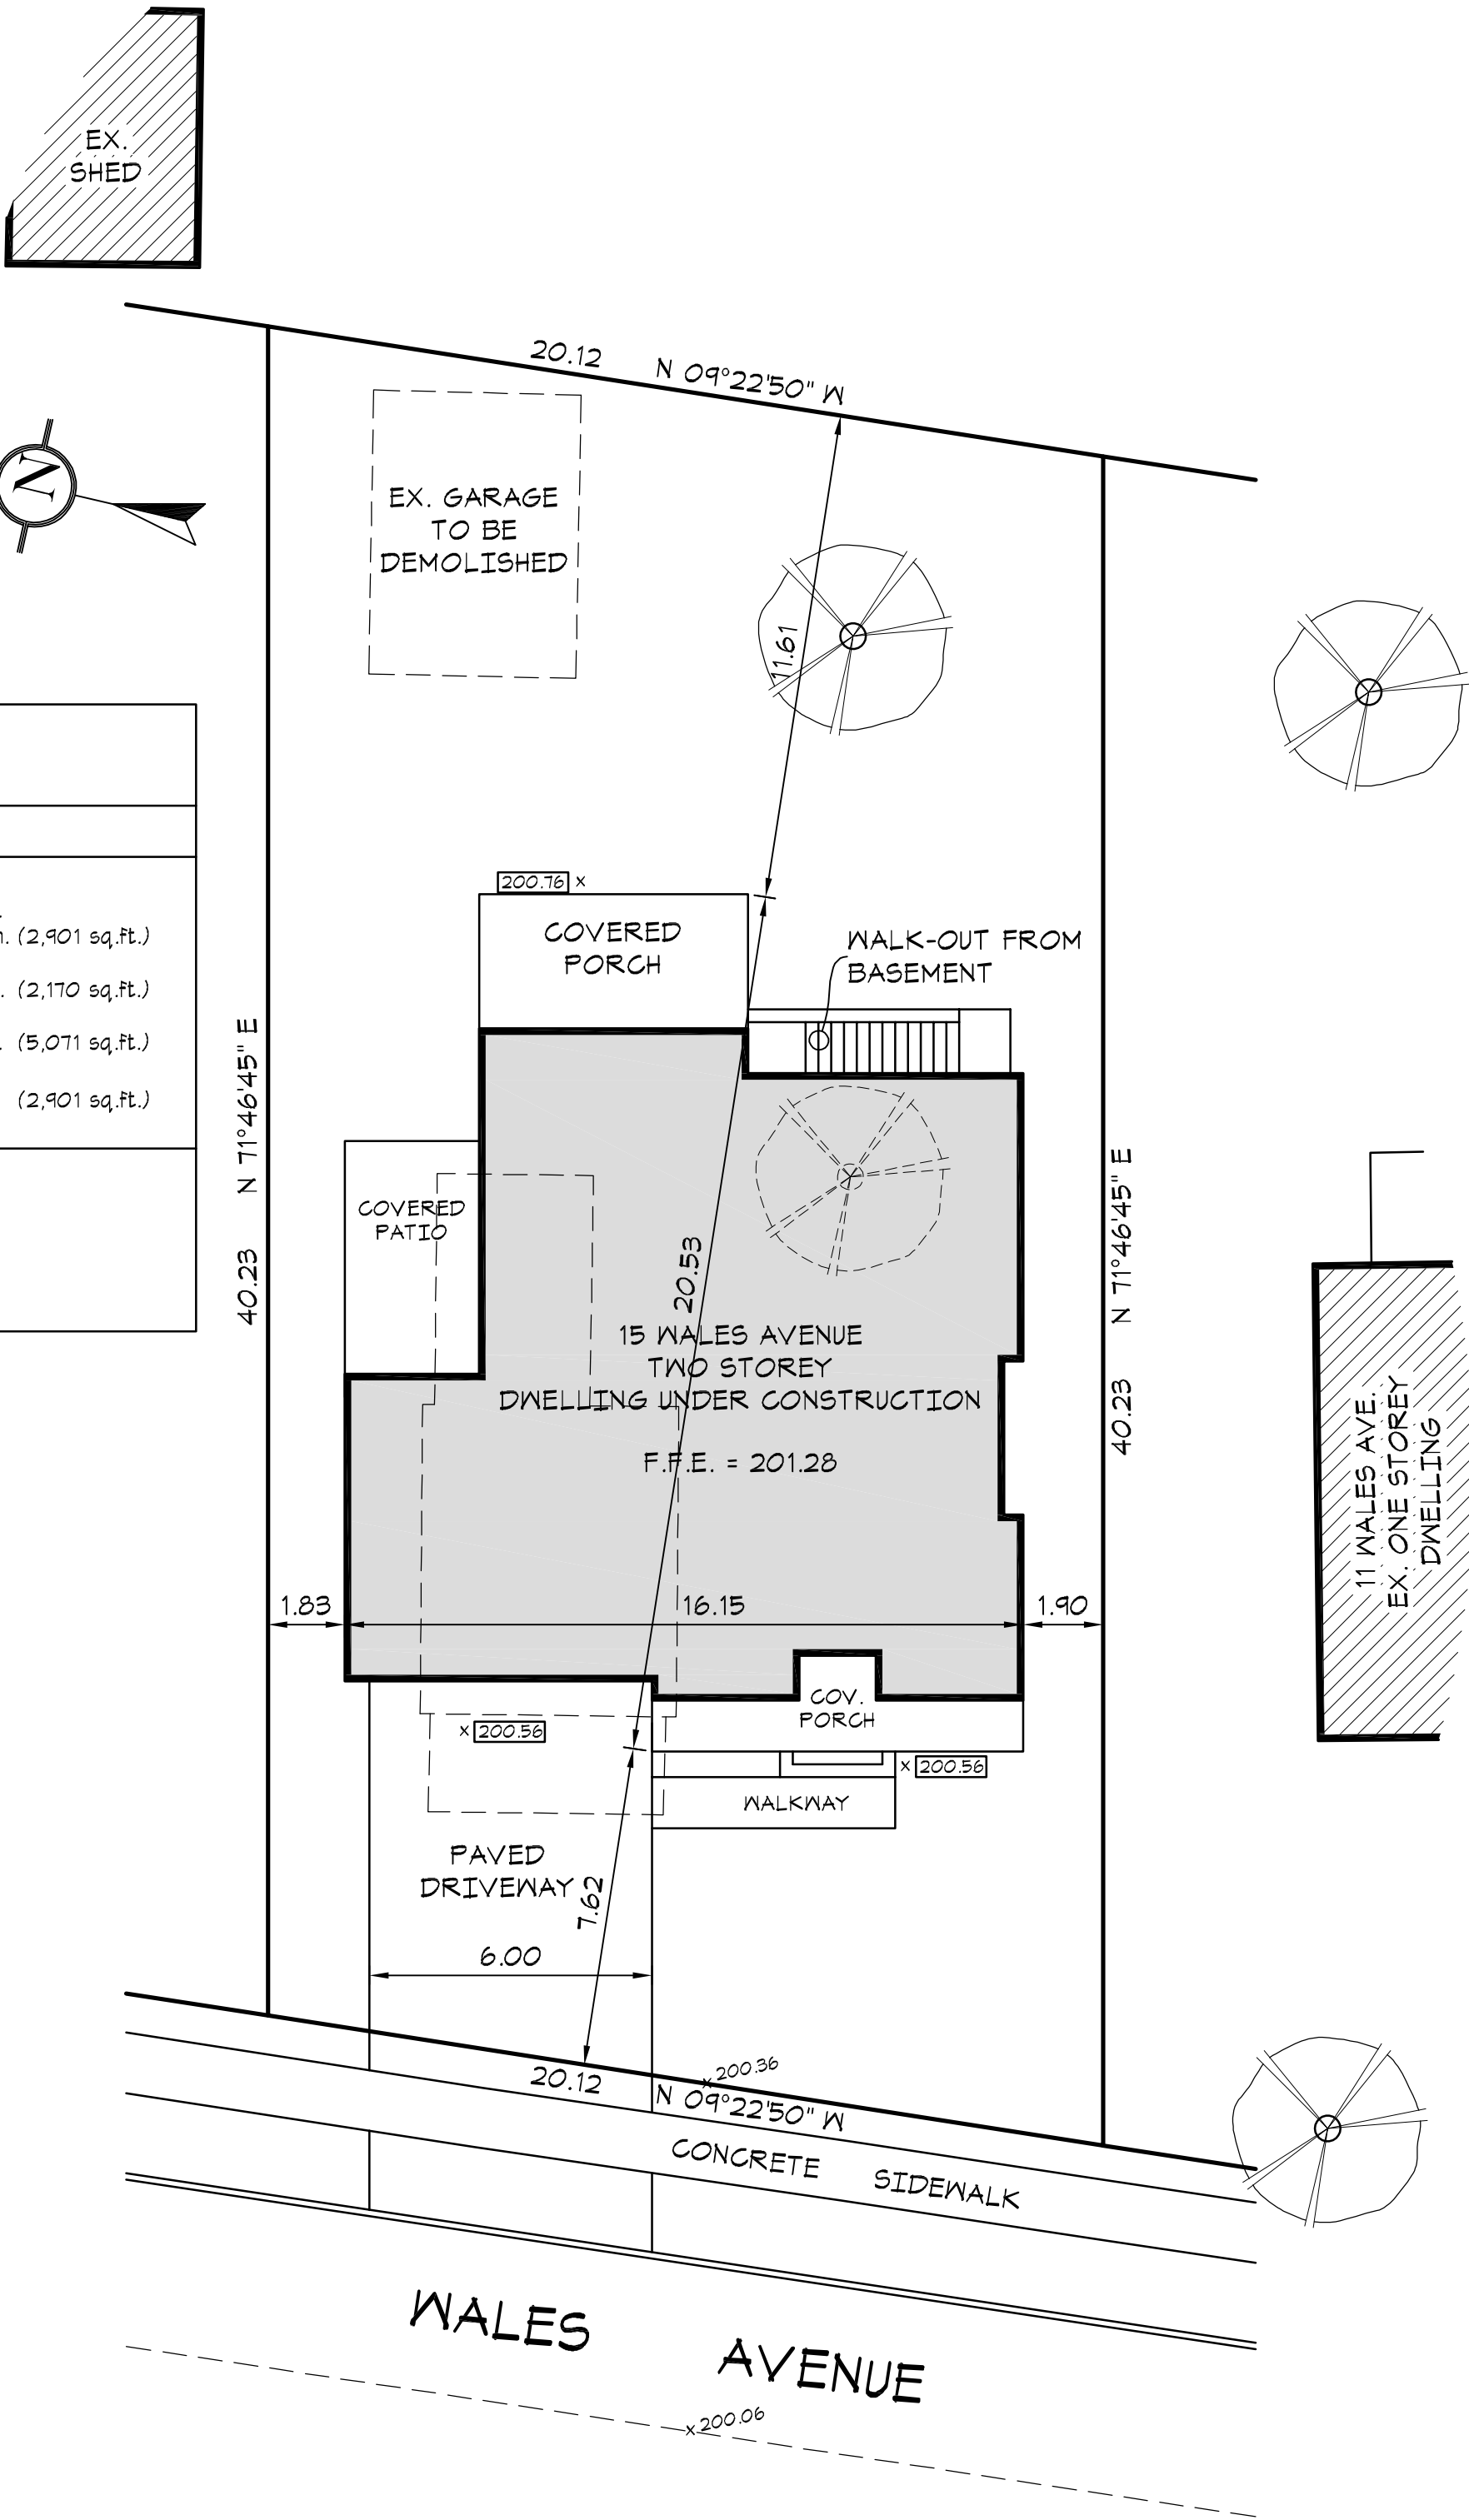 EX.
SHED
20.12 N 09°22'50" W
N
EX. GARAGE
TO BE
DEMOLISHED
11.61
200.76 x
COVERED
PORCH
WALK-OUT FROM
BASEMENT
(2,901 sq.ft.)
(2,170 sq.ft.)
(5,071 sq.ft.)
(2,901 sq.ft.)
40.23 N 71°46'45" E
COVERED
PATIO
20.53
15 WALES AVENUE
TWO STOREY
DWELLING UNDER CONSTRUCTION
F.F.E. = 201.28
40.23 N 71°46'45" E
11 WALES AVE.
EX. ONE STOREY
DWELLING
1.83
16.15
1.90
COV.
PORCH
x 200.56
x 200.56
WALKWAY
PAVED
DRIVEWAY
7.62
6.00
x 200.36
20.12 N 09°22'50" W
CONCRETE SIDEWALK
WALES AVENUE
x 200.06